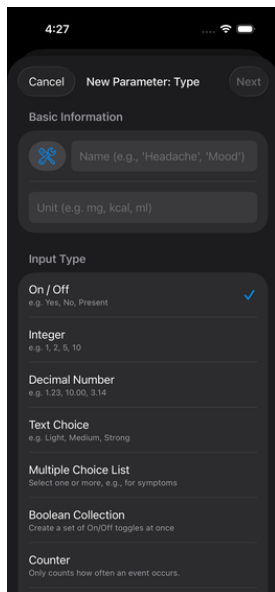 4:27
Cancel New Parameter: Type Next
Basic Information
Name (e.g., 'Headache', 'Mood')
Unit (e.g. mg, kcal, ml)
Input Type
On / Off
e.g. Yes, No, Present
Integer
e.g. 1, 2, 5, 10
Decimal Number
e.g. 1.23, 10.00, 3.14
Text Choice
e.g. Light, Medium, Strong
Multiple Choice List
Select one or more, e.g., for symptoms
Boolean Collection
Create a set of On/Off toggles at once
Counter
Only counts how often an event occurs.